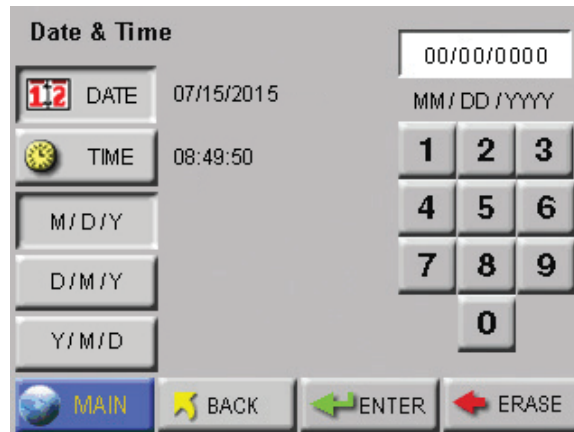 Date & Time
00/00/0000
MM / DD / YYYY
DATE 07/15/2015
TIME 08:49:50
M/D/Y
D/M/Y
Y/M/D
1 2 3
4 5 6
7 8 9
0
MAIN BACK ENTER ERASE